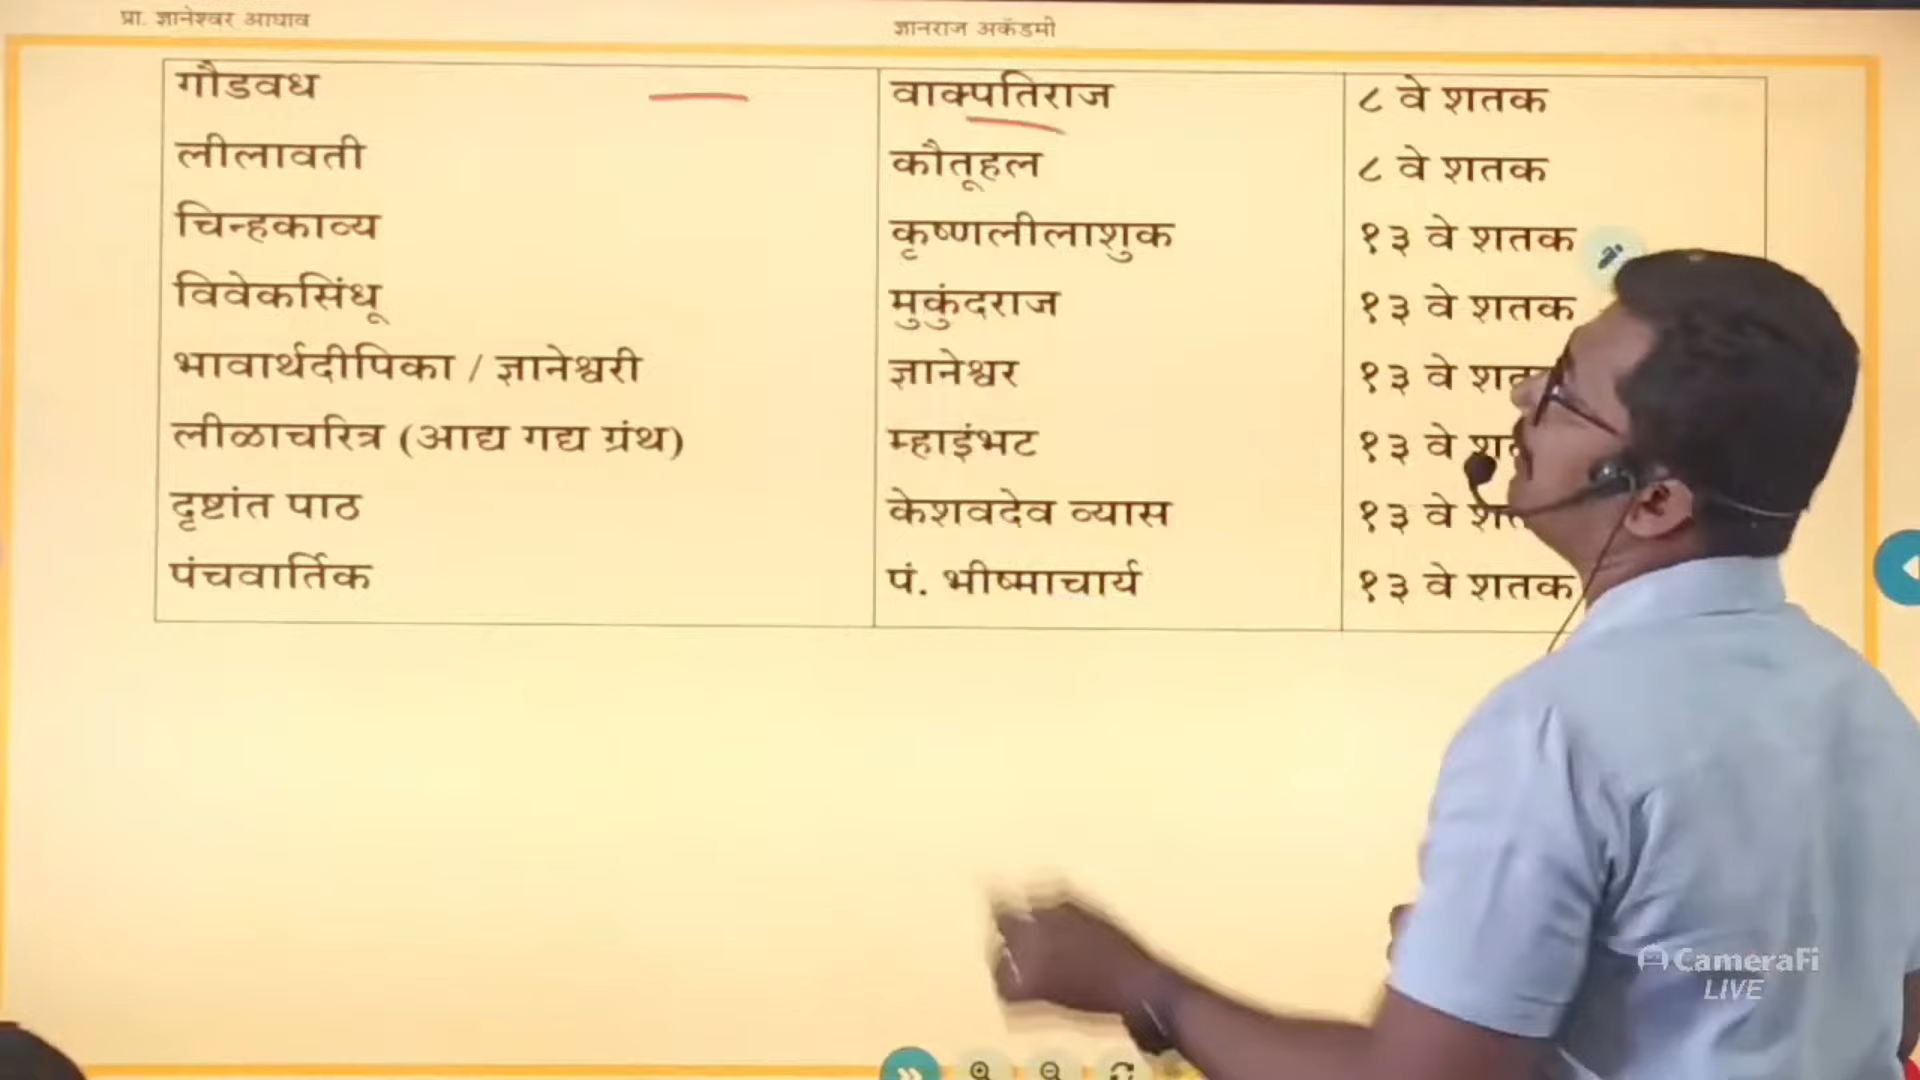 प्रा. ज्ञानेश्वर आघाव ज्ञानराज अकॅडमी
गौडवध वाक्पतिराज ८ वे शतक
लीलावती कौतूहल ८ वे शतक
चिन्हकाव्य कृष्णलीलाशुक १३ वे शतक
विवेकसिंधू मुकुंदराज १३ वे शतक
भावार्थदीपिका / ज्ञानेश्वरी ज्ञानेश्वर १३ वे
लीळाचरित्र (आद्य गद्य ग्रंथ) म्हाइंभट १३ वे
दृष्टांत पाठ केशवदेव व्यास १३ वे
पंचवार्तिक पं. भीष्माचार्य १३ वे शतक
CameraFi
LIVE